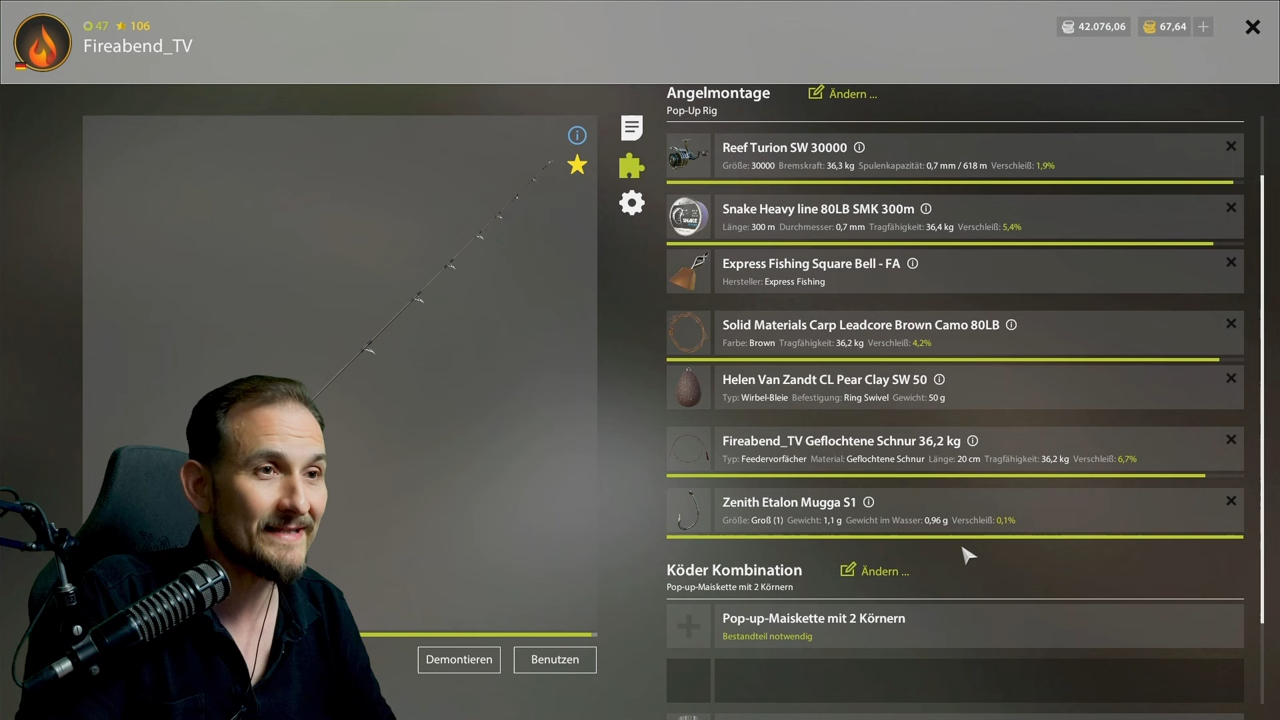 47 106
Fireabend_TV
42.076,06
67,64
Angelmontage
Ändern ...
Pop-Up Rig
Reef Turion SW 30000
Größe: 30000 Bremskraft: 36,3 kg Spulenkapazität: 0,7 mm / 618 m Verschleiß: 1,9%
Snake Heavy line 80LB SMK 300m
Länge: 300 m Durchmesser: 0,7 mm Tragfähigkeit: 36,4 kg Verschleiß: 5,4%
Express Fishing Square Bell - FA
Hersteller: Express Fishing
Solid Materials Carp Leadcore Brown Camo 80LB
Farbe: Brown Tragfähigkeit: 36,2 kg Verschleiß: 4,2%
Helen Van Zandt CL Pear Clay SW 50
Typ: Wirbel-Bleie Befestigung: Ring Swivel Gewicht: 50 g
Fireabend_TV Geflochtene Schnur 36,2 kg
Typ: Feedervorfächer Material: Geflochtene Schnur Länge: 20 cm Tragfähigkeit: 36,2 kg Verschleiß: 6,7%
Zenith Etalon Mugga S1
Größe: Groß (1) Gewicht: 1,1 g Gewicht im Wasser: 0,96 g Verschleiß: 0,1%
Köder Kombination
Ändern ...
Pop-up-Maiskette mit 2 Körnern
Pop-up-Maiskette mit 2 Körnern
Bestandteil notwendig
Demontieren
Benutzen